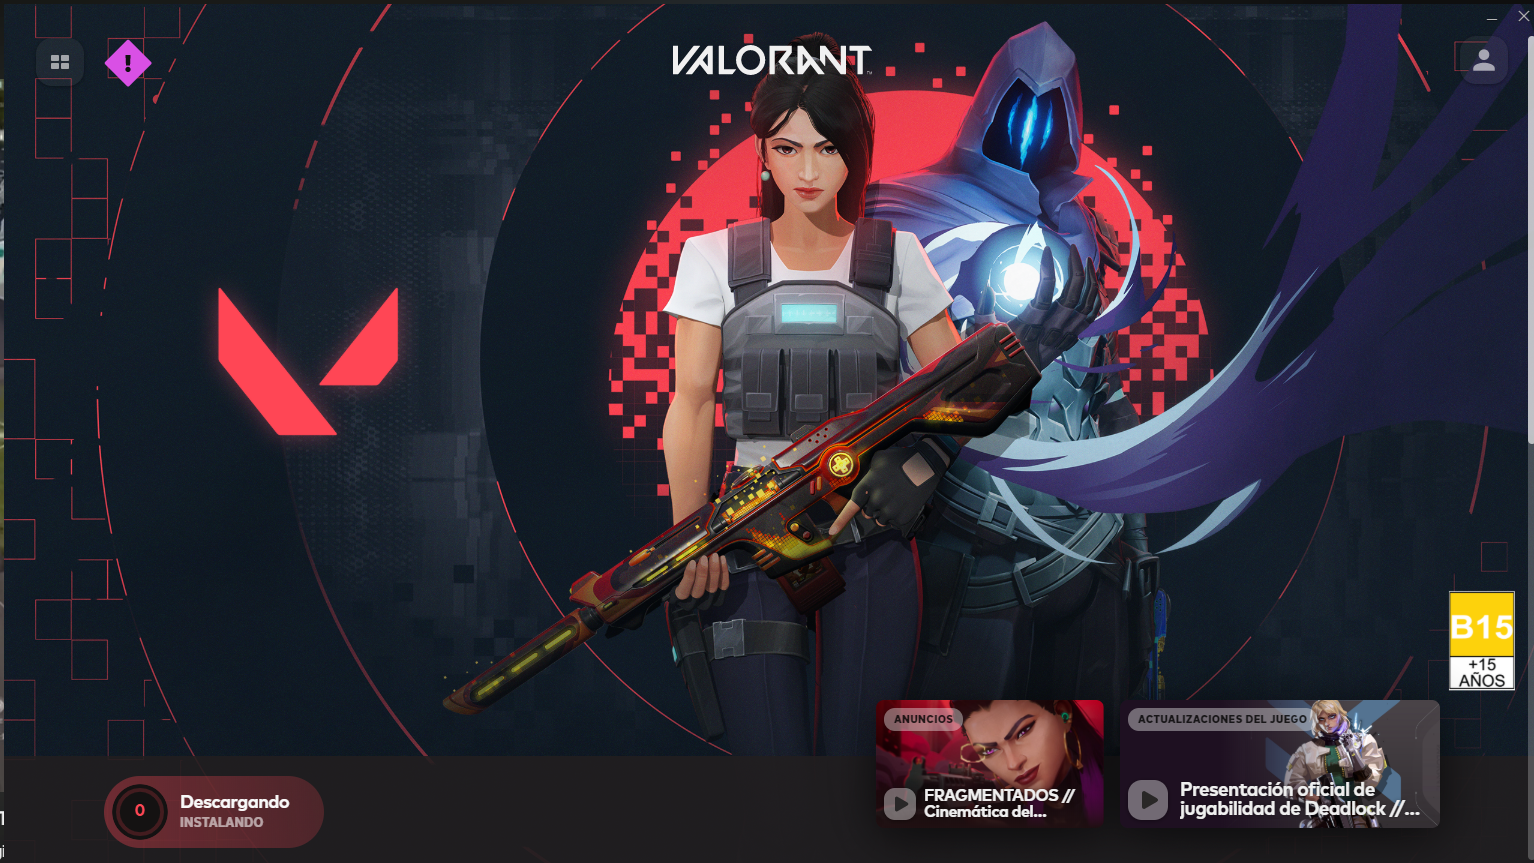 VALORANT
B15
+15
AÑOS
ANUNCIOS
FRAGMENTADOS //
Cinemática del...
ACTUALIZACIONES DEL JUEGO
Presentación oficial de
jugabilidad de Deadlock //...
0
Descargando
INSTALANDO